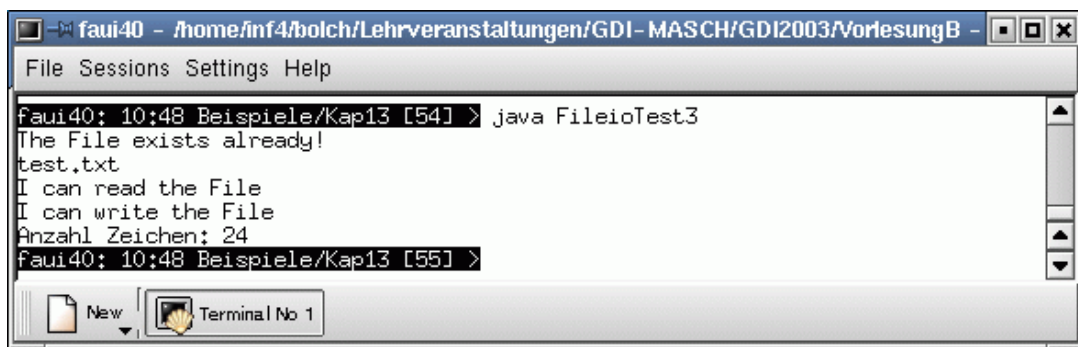 faui40 - /home/inf4/bolch/Lehrveranstaltungen/GDI-MASCH/GDI2003/VorlesungB -
File Sessions Settings Help
faui40: 10:48 Beispiele/Kap13 [54] > java FileioTest3
The File exists already!
test.txt
I can read the File
I can write the File
Anzahl Zeichen: 24
faui40: 10:48 Beispiele/Kap13 [55] >
New Terminal No 1